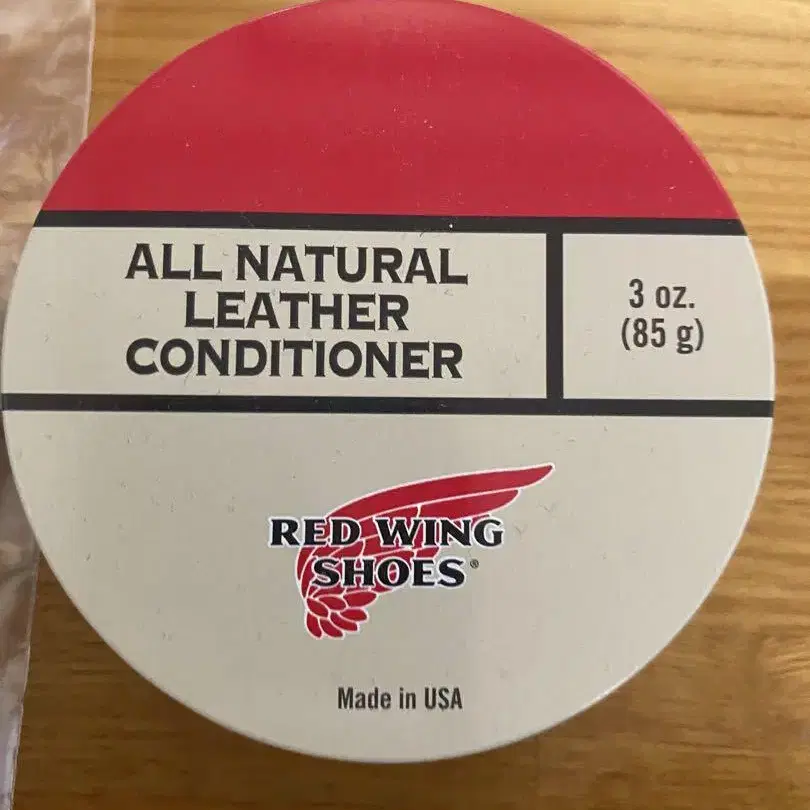 ALL NATURAL
LEATHER
CONDITIONER
3 oz.
(85 g)
RED WING
SHOES®
Made in USA